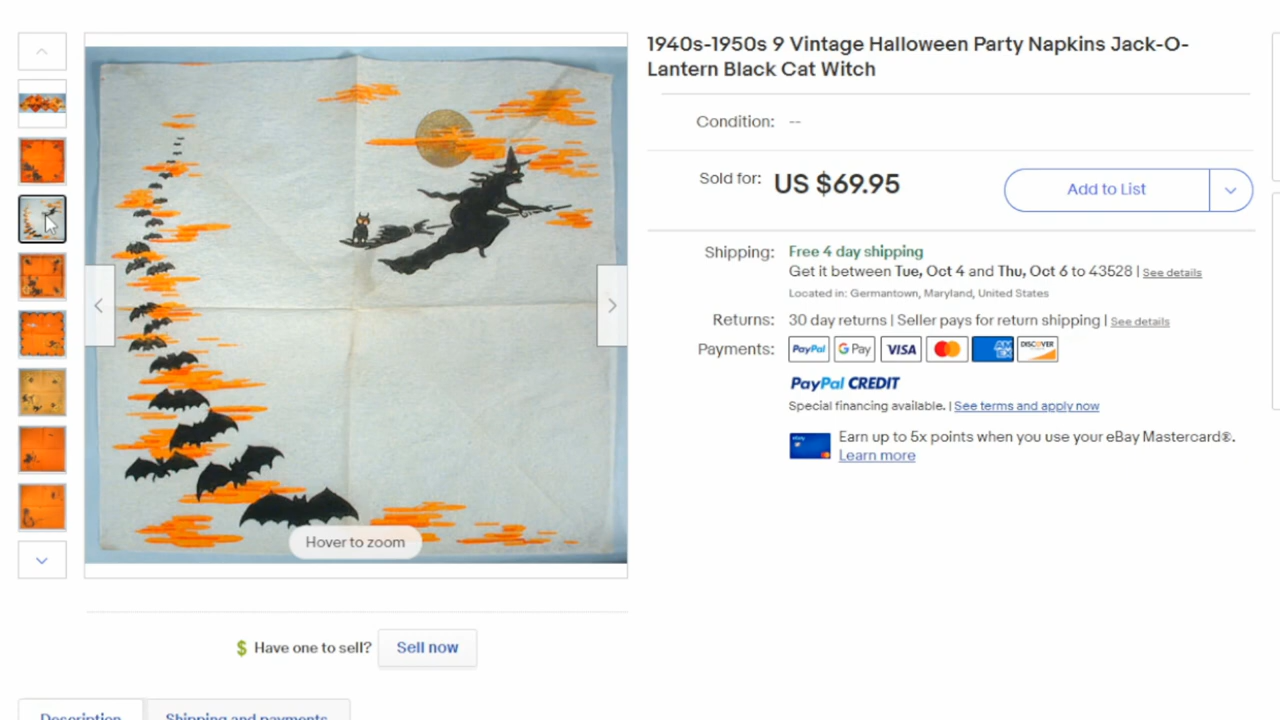 1940s-1950s 9 Vintage Halloween Party Napkins Jack-O-
Lantern Black Cat Witch
Condition: --
Sold for: US $69.95
Add to List
Shipping: Free 4 day shipping
Get it between Tue, Oct 4 and Thu, Oct 6 to 43528 | See details
Located in: Germantown, Maryland, United States
Returns: 30 day returns | Seller pays for return shipping | See details
Payments: PayPal G Pay VISA AM EX DISCOVER
PayPal CREDIT
Special financing available. | See terms and apply now
Earn up to 5x points when you use your eBay Mastercard®.
Learn more
Hover to zoom
$ Have one to sell? Sell now
Description Shipping and payments